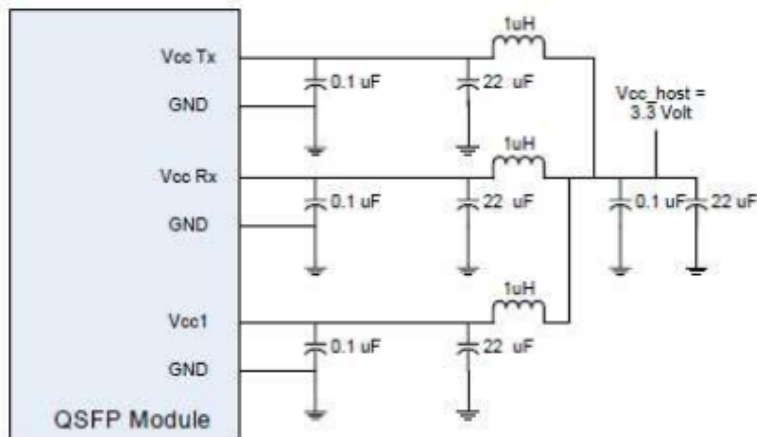 1uH
Vcc Tx
0.1 uF
22 uF
GND
Vcc_host =
3.3 Volt
1uH
Vcc Rx
0.1 uF
22 uF
0.1 uF
22 uF
GND
1uH
Vcc1
0.1 uF
22 uF
GND
QSFP Module